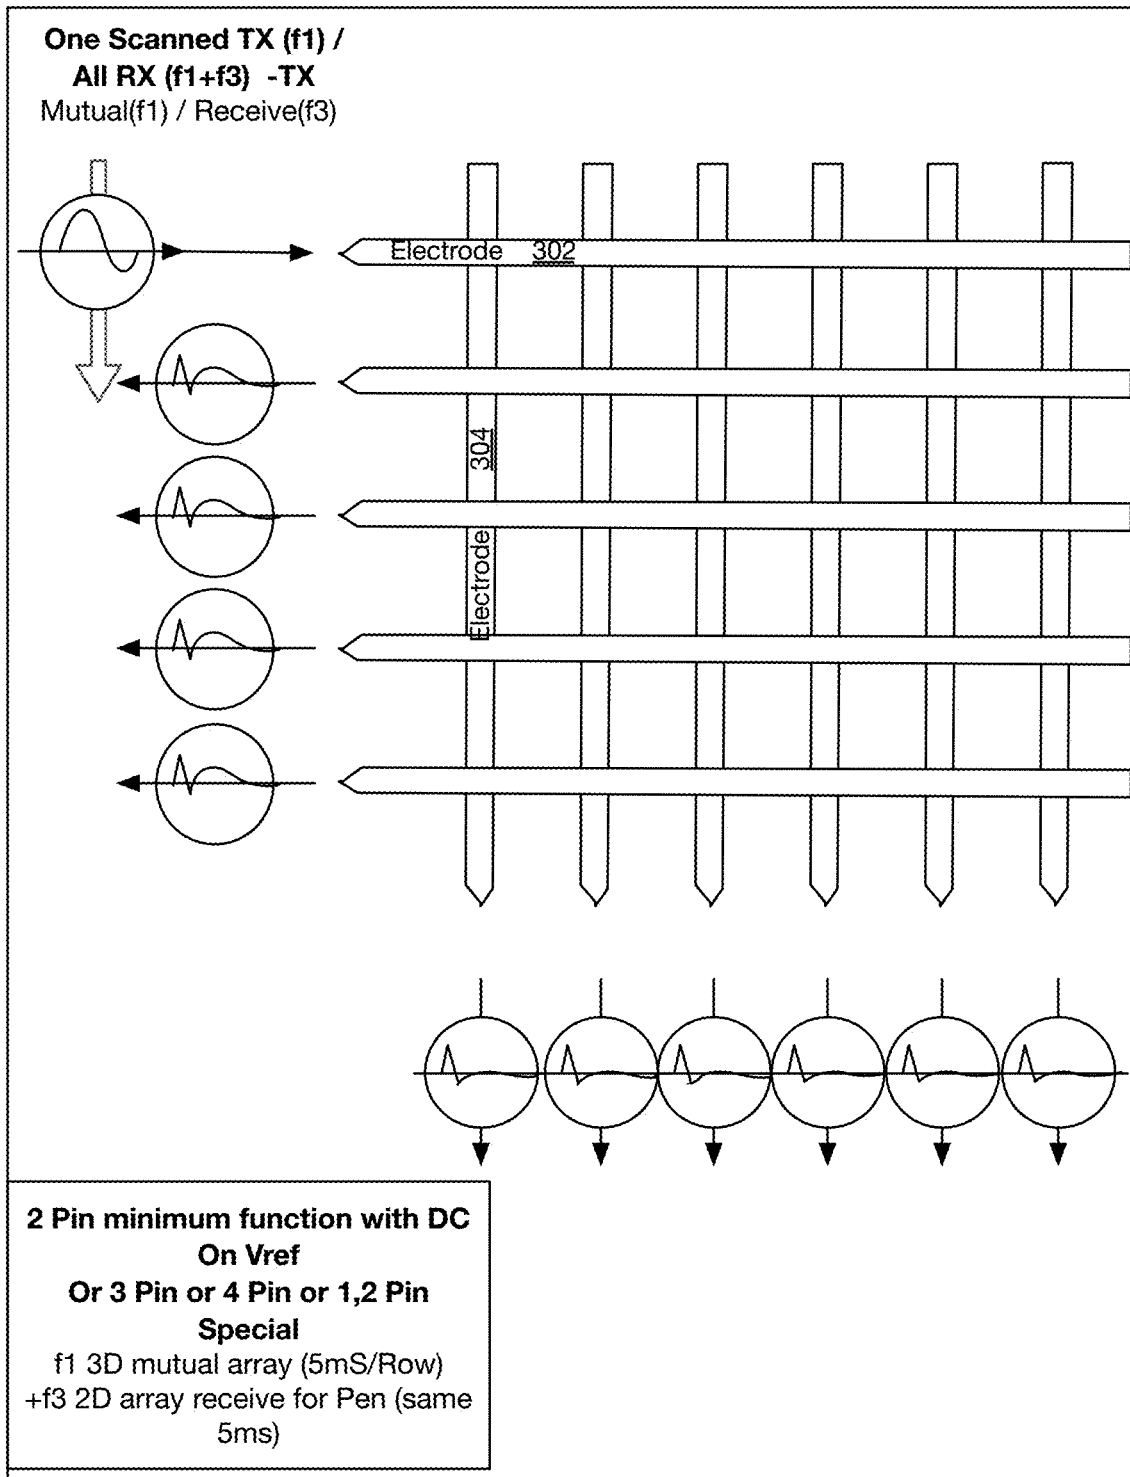 One Scanned TX (f1) /
All RX (f1+f3)  -TX
Mutual(f1) / Receive(f3)
Electrode 302
Electrode 304
2 Pin minimum function with DC
On Vref
Or 3 Pin or 4 Pin or 1,2 Pin
Special
f1 3D mutual array (5mS/Row)
+f3 2D array receive for Pen (same
5ms)